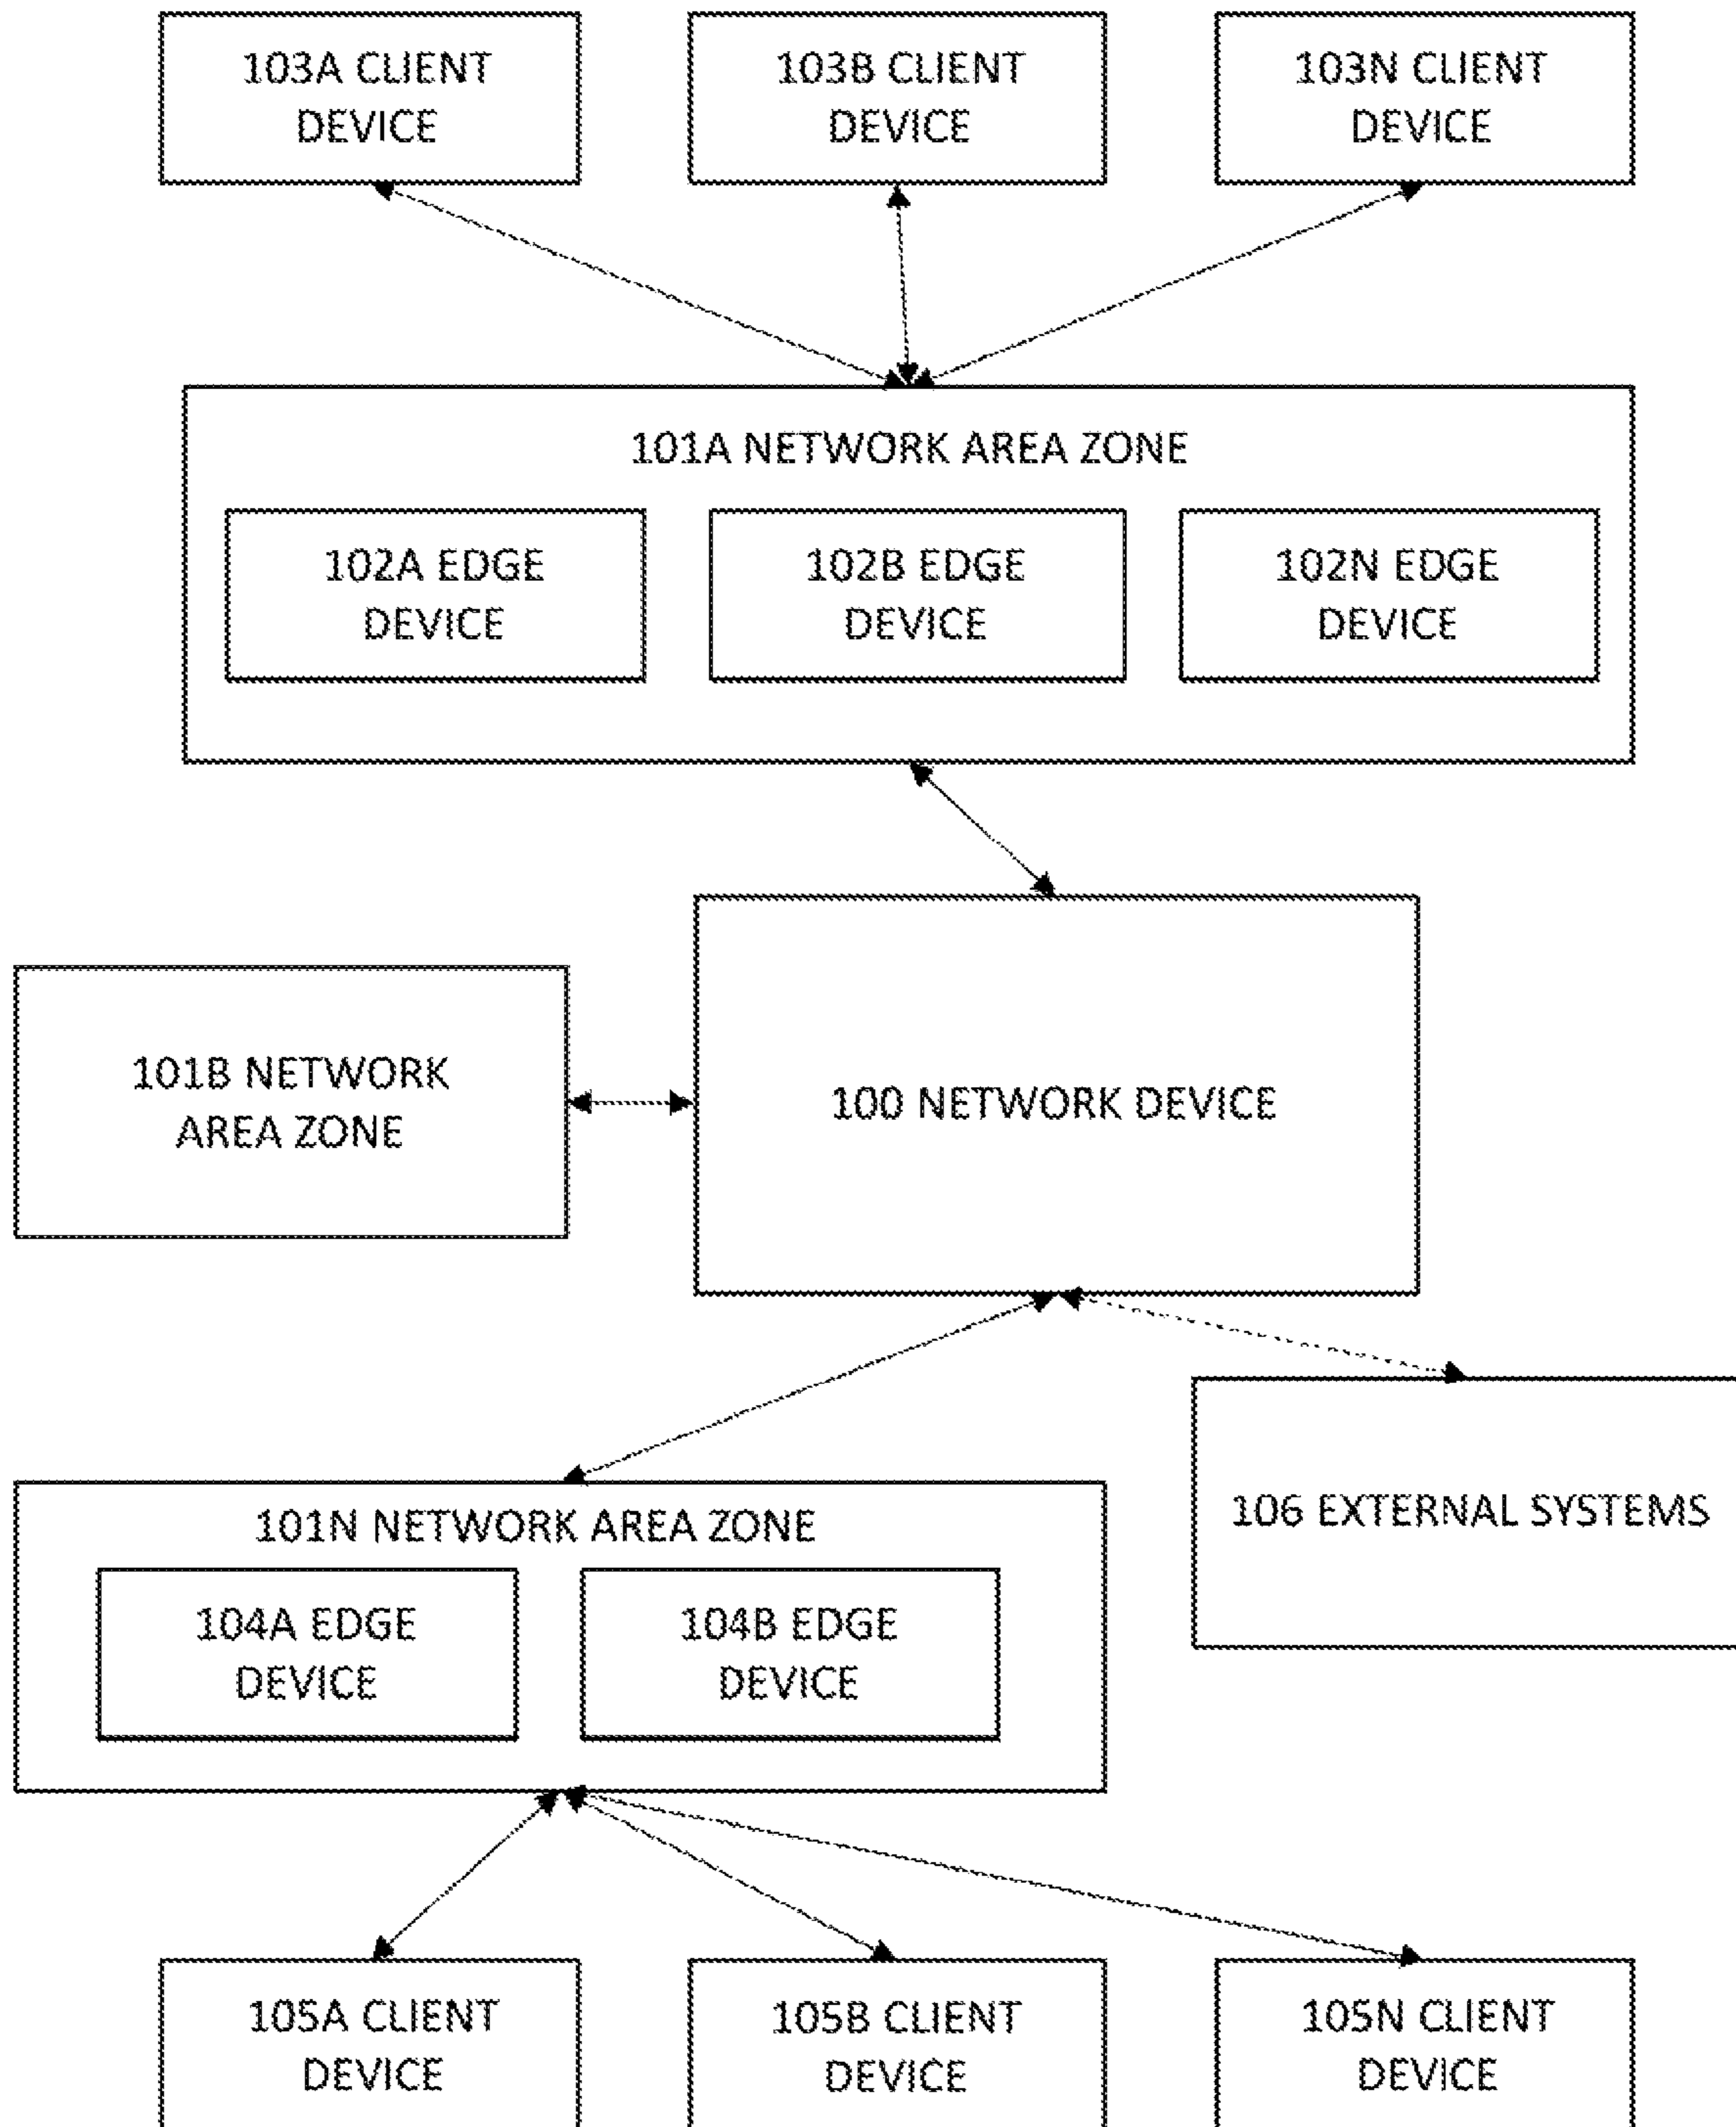 103A CLIENT
DEVICE
103B CLIENT
DEVICE
103N CLIENT
DEVICE
101A NETWORK AREA ZONE
102A EDGE
DEVICE
102B EDGE
DEVICE
102N EDGE
DEVICE
101B NETWORK
AREA ZONE
100 NETWORK DEVICE
106 EXTERNAL SYSTEMS
101N NETWORK AREA ZONE
104A EDGE
DEVICE
104B EDGE
DEVICE
105A CLIENT
DEVICE
105B CLIENT
DEVICE
105N CLIENT
DEVICE